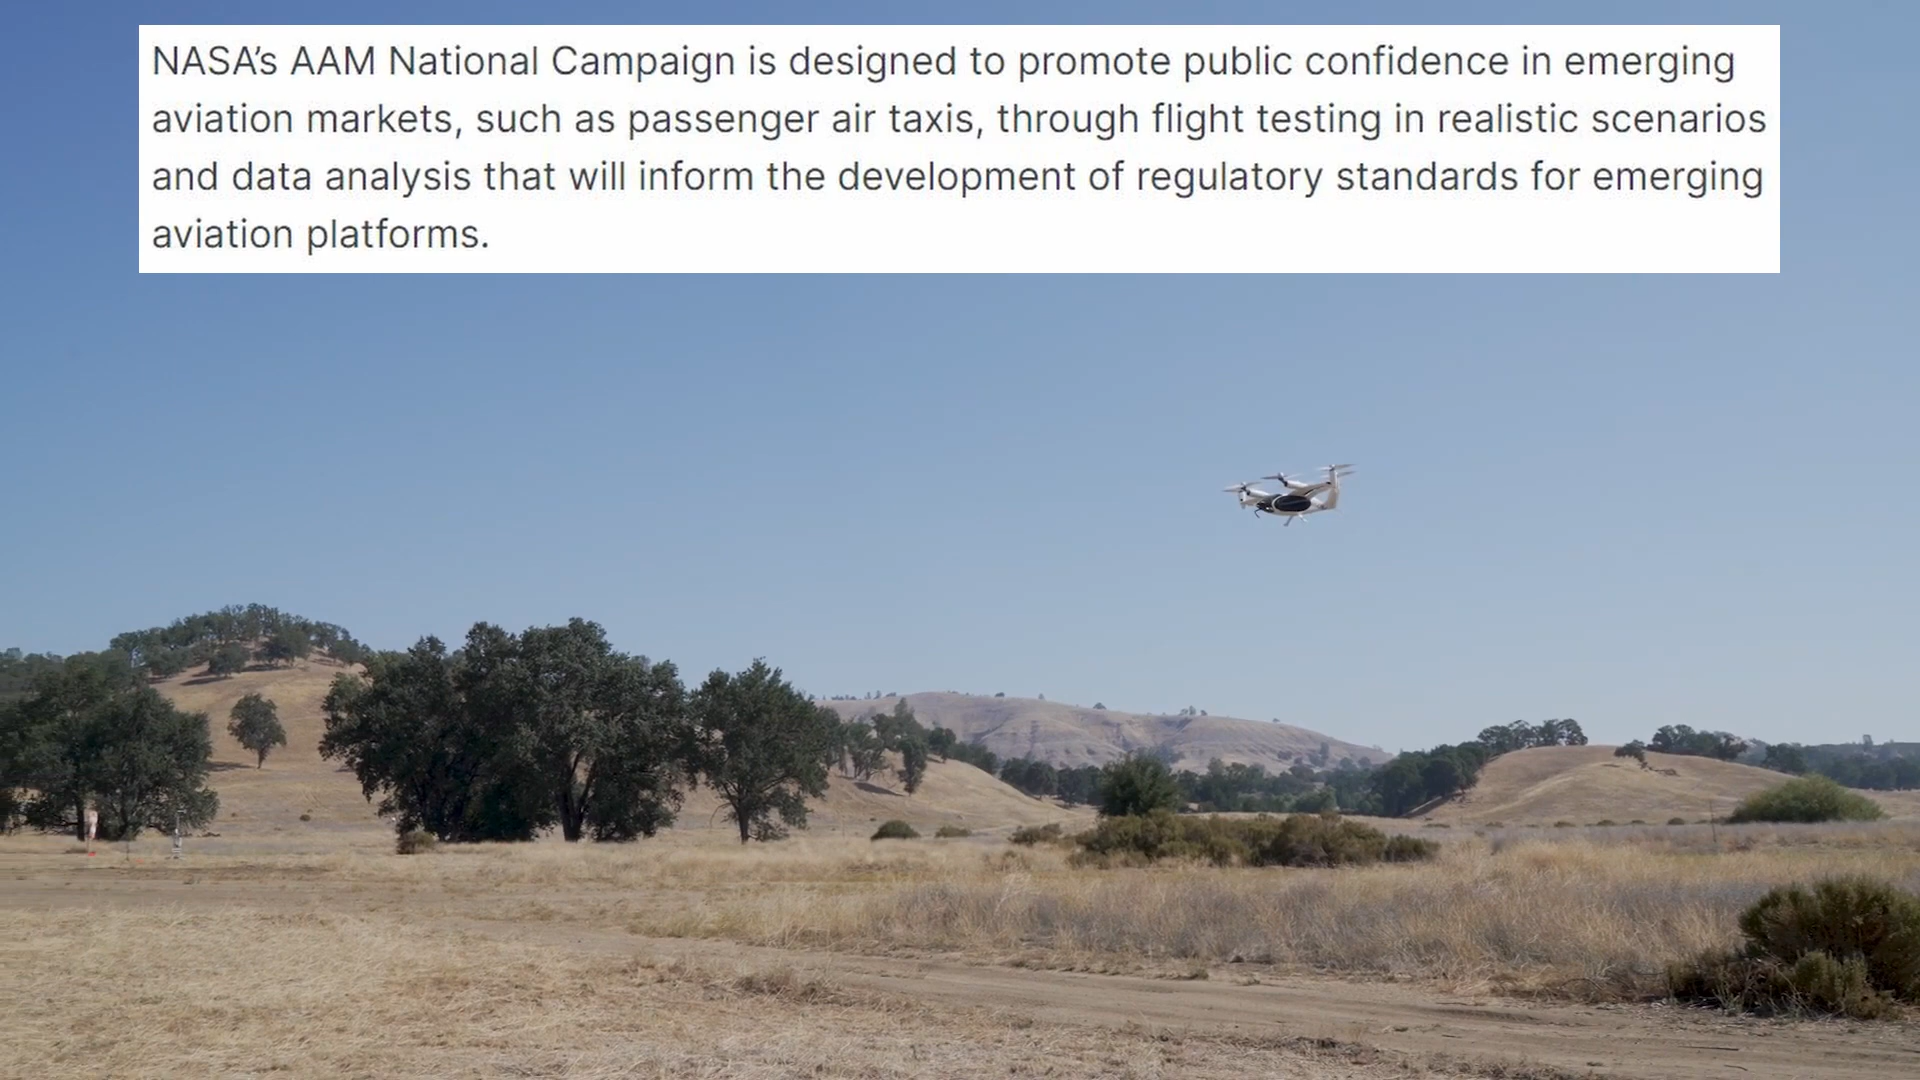 NASA’s AAM National Campaign is designed to promote public confidence in emerging
aviation markets, such as passenger air taxis, through flight testing in realistic scenarios
and data analysis that will inform the development of regulatory standards for emerging
aviation platforms.